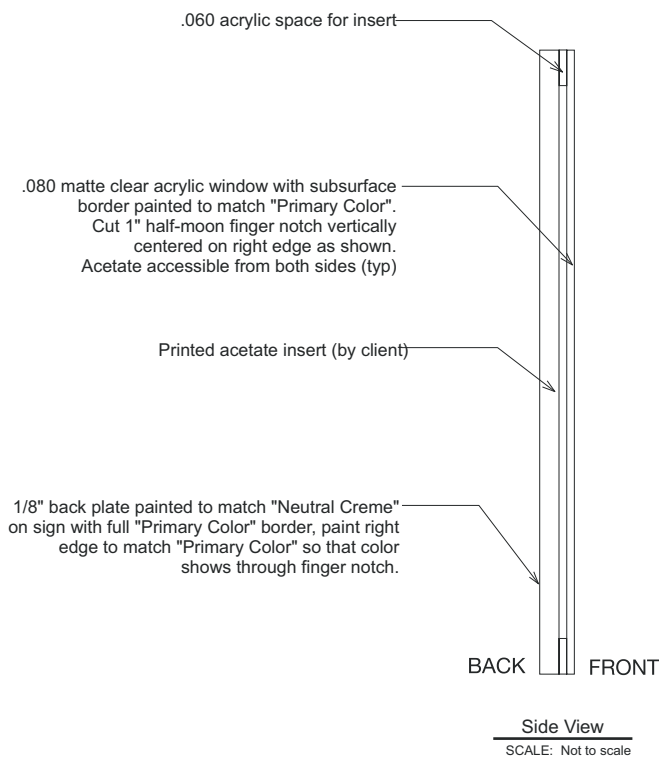 .060 acrylic space for insert
.080 matte clear acrylic window with subsurface
border painted to match "Primary Color".
Cut 1" half-moon finger notch vertically
centered on right edge as shown.
Acetate accessible from both sides (typ)
Printed acetate insert (by client)
1/8" back plate painted to match "Neutral Creme"
on sign with full "Primary Color" border, paint right
edge to match "Primary Color" so that color
shows through finger notch.
BACK
FRONT
Side View
SCALE: Not to scale